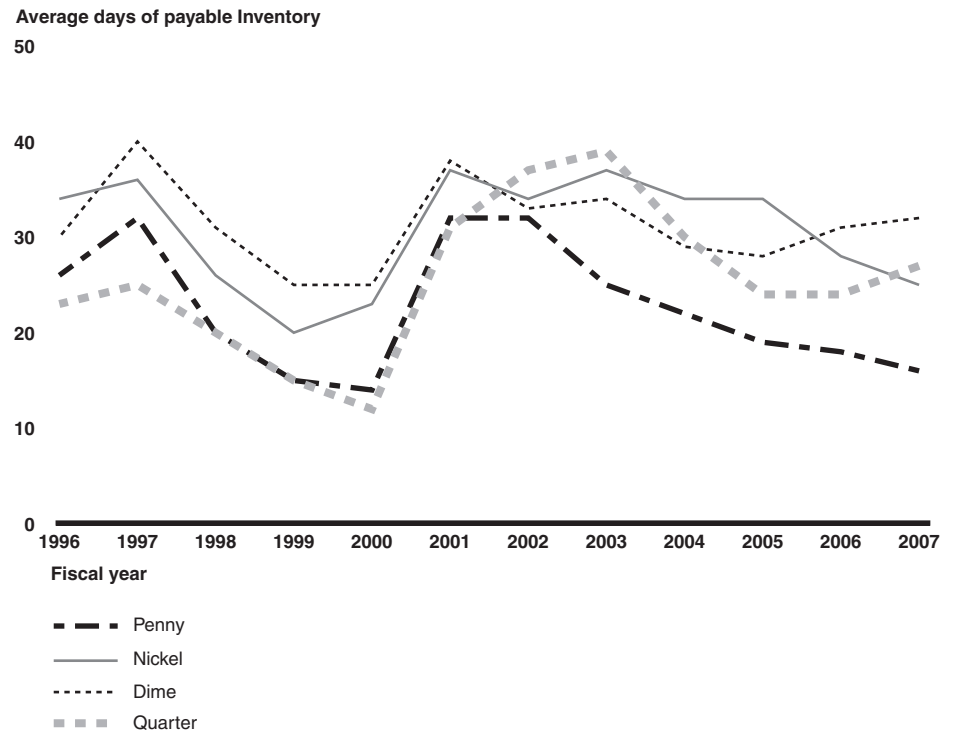 Average days of payable Inventory
50
40
30
20
10
0
1996 1997 1998 1999 2000 2001 2002 2003 2004 2005 2006 2007
Fiscal year
Penny
Nickel
Dime
Quarter